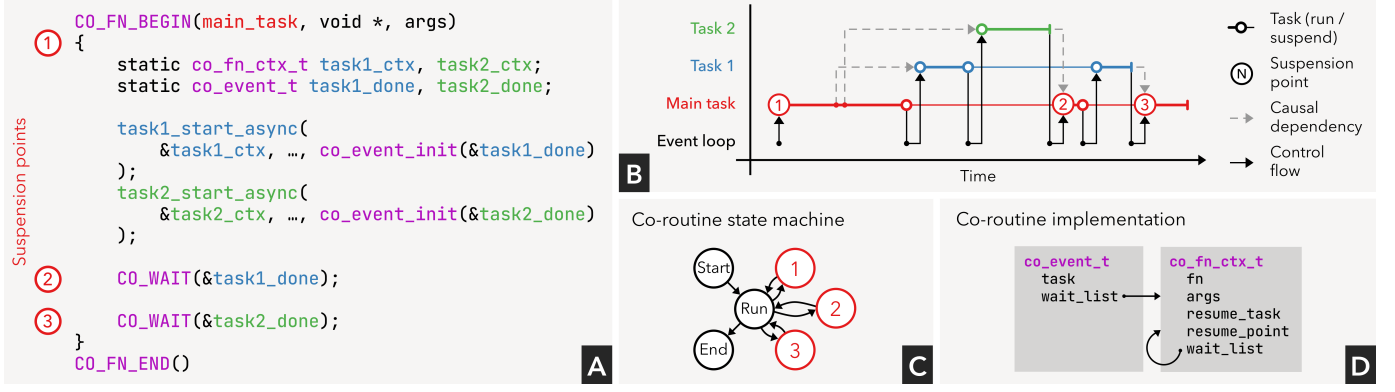 CO_FN_BEGIN(main_task, void *, args)
1
{
static co_fn_ctx_t task1_ctx, task2_ctx;
static co_event_t task1_done, task2_done;
task1_start_async(
&task1_ctx, …, co_event_init(&task1_done)
);
task2_start_async(
&task2_ctx, …, co_event_init(&task2_done)
);
Suspension points
2
CO_WAIT(&task1_done);
3
CO_WAIT(&task2_done);
}
CO_FN_END()
A
Task 2
Task 1
Main task
1
2
3
Event loop
Time
B
Task (run /
suspend)
N
Suspension
point
Causal
dependency
Control
flow
Co-routine state machine
Start
1
Run
2
End
3
C
Co-routine implementation
co_event_t
task
wait_list
co_fn_ctx_t
fn
args
resume_task
resume_point
wait_list
D